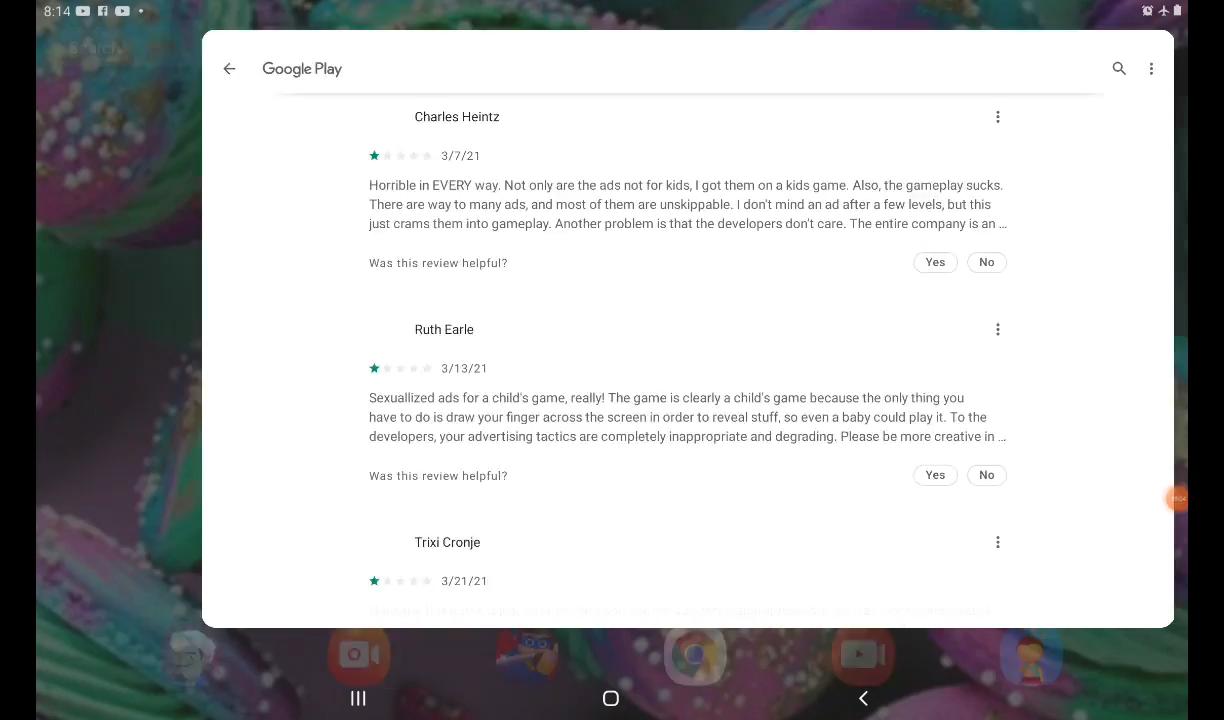 8:14
Search
Google Play
Charles Heintz
3/7/21
Horrible in EVERY way. Not only are the ads not for kids, I got them on a kids game. Also, the gameplay sucks.
There are way to many ads, and most of them are unskippable. I don't mind an ad after a few levels, but this
just crams them into gameplay. Another problem is that the developers don't care. The entire company is an ...
Was this review helpful?
Yes
No
Ruth Earle
3/13/21
Sexuallized ads for a child's game, really! The game is clearly a child's game because the only thing you
have to do is draw your finger across the screen in order to reveal stuff, so even a baby could play it. To the
developers, your advertising tactics are completely inappropriate and degrading. Please be more creative in ...
Was this review helpful?
Yes
No
Trixi Cronje
3/21/21